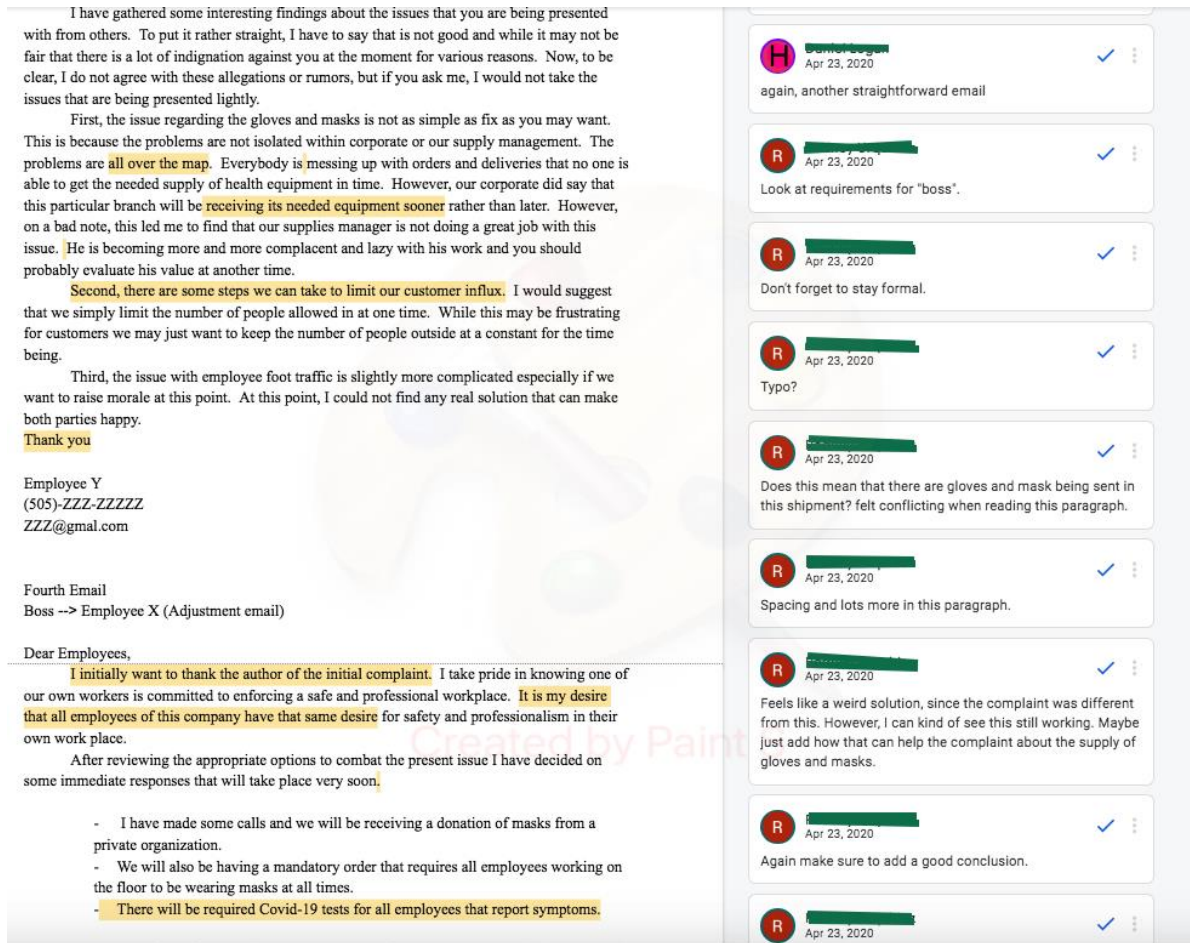 I have gathered some interesting findings about the issues that you are being presented
with from others.  To put it rather straight, I have to say that is not good and while it may not be
fair that there is a lot of indignation against you at the moment for various reasons.  Now, to be
clear, I do not agree with these allegations or rumors, but if you ask me, I would not take the
issues that are being presented lightly.
First, the issue regarding the gloves and masks is not as simple as fix as you may want.
This is because the problems are not isolated within corporate or our supply management.  The
problems are all over the map.  Everybody is messing up with orders and deliveries that no one is
able to get the needed supply of health equipment in time.  However, our corporate did say that
this particular branch will be receiving its needed equipment sooner rather than later.  However,
on a bad note, this led me to find that our supplies manager is not doing a great job with this
issue.  He is becoming more and more complacent and lazy with his work and you should
probably evaluate his value at another time.
Second, there are some steps we can take to limit our customer influx.  I would suggest
that we simply limit the number of people allowed in at one time.  While this may be frustrating
for customers we may just want to keep the number of people outside at a constant for the time
being.
Third, the issue with employee foot traffic is slightly more complicated especially if we
want to raise morale at this point.  At this point, I could not find any real solution that can make
both parties happy.
Thank you
Employee Y
(505)-ZZZ-ZZZZZ
ZZZ@gmal.com
Fourth Email
Boss --> Employee X (Adjustment email)
Dear Employees,
I initially want to thank the author of the initial complaint.  I take pride in knowing one of
our own workers is committed to enforcing a safe and professional workplace.  It is my desire
that all employees of this company have that same desire for safety and professionalism in their
own work place.
After reviewing the appropriate options to combat the present issue I have decided on
some immediate responses that will take place very soon.
- I have made some calls and we will be receiving a donation of masks from a
private organization.
- We will also be having a mandatory order that requires all employees working on
the floor to be wearing masks at all times.
- There will be required Covid-19 tests for all employees that report symptoms.
Created by Paint
H
Apr 23, 2020
again, another straightforward email
R
Apr 23, 2020
Look at requirements for "boss".
R
Apr 23, 2020
Don't forget to stay formal.
R
Apr 23, 2020
Typo?
R
Apr 23, 2020
Does this mean that there are gloves and mask being sent in
this shipment? felt conflicting when reading this paragraph.
R
Apr 23, 2020
Spacing and lots more in this paragraph.
R
Apr 23, 2020
Feels like a weird solution, since the complaint was different
from this. However, I can kind of see this still working. Maybe
just add how that can help the complaint about the supply of
gloves and masks.
R
Apr 23, 2020
Again make sure to add a good conclusion.
R
Apr 23, 2020